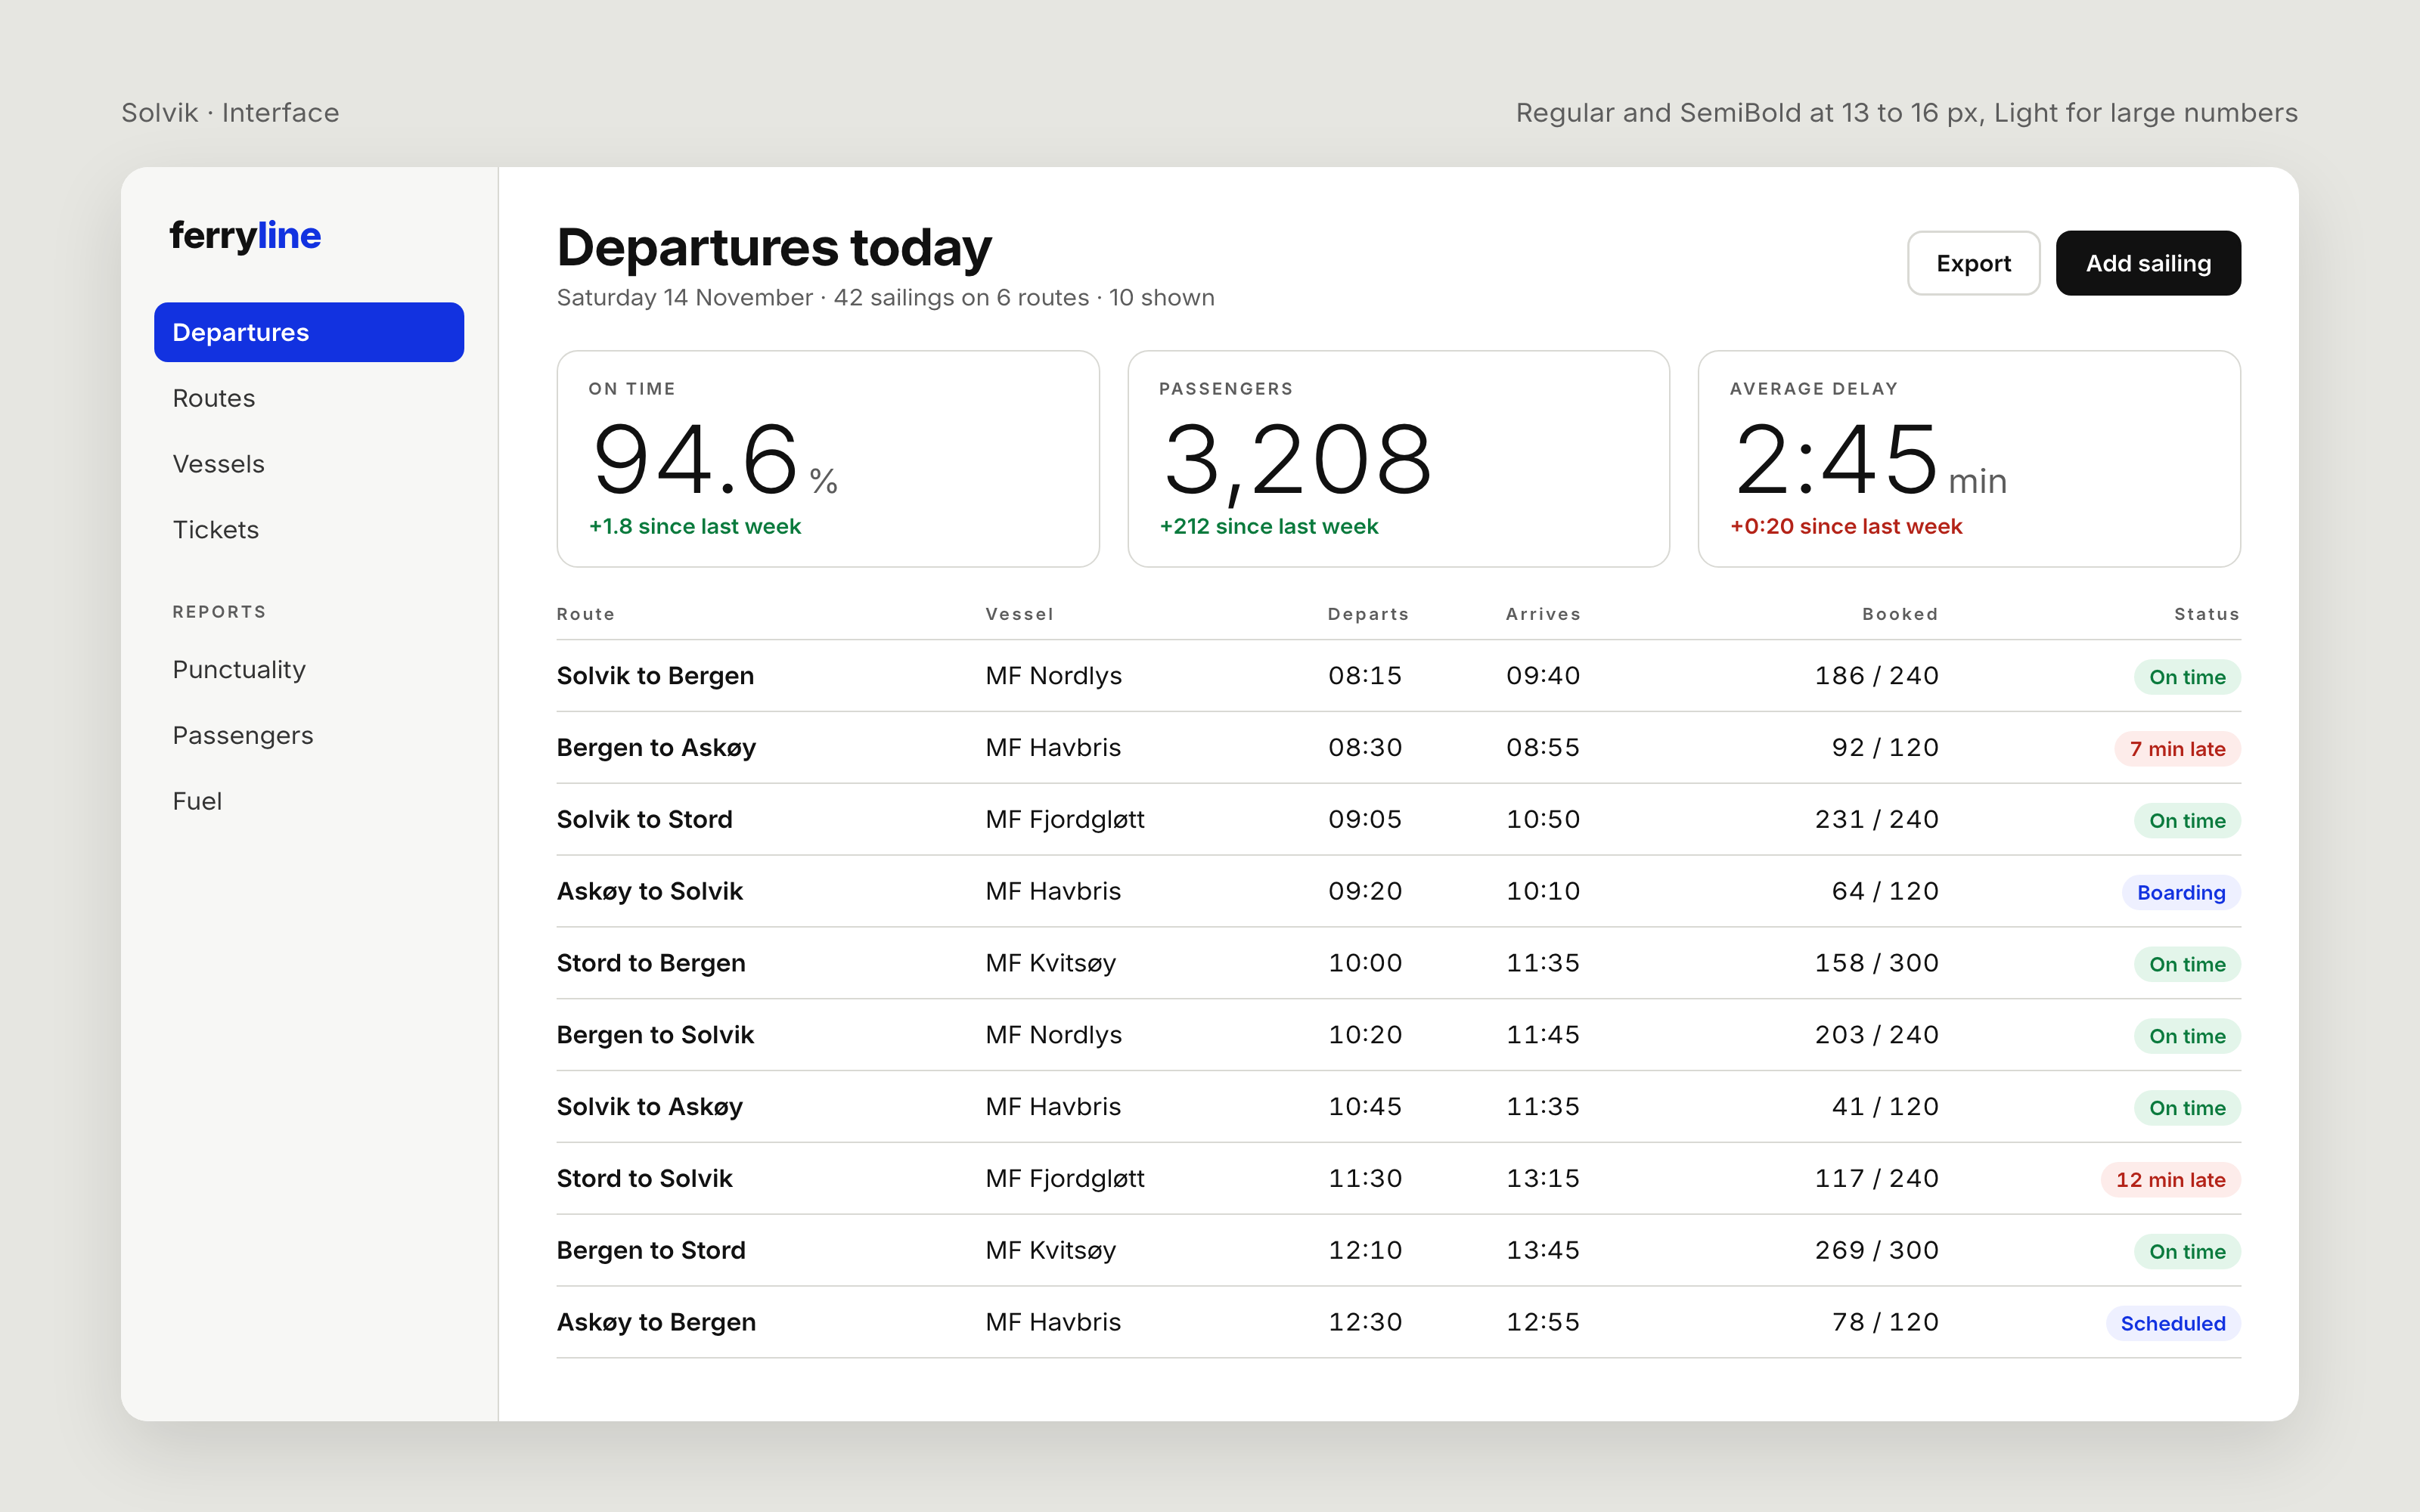 Solvik · Interface
Regular and SemiBold at 13 to 16 px, Light for large numbers
ferryline
Departures
Routes
Vessels
Tickets
REPORTS
Punctuality
Passengers
Fuel
Departures today
Saturday 14 November · 42 sailings on 6 routes · 10 shown
Export
Add sailing
ON TIME
94.6 %
+1.8 since last week
PASSENGERS
3,208
+212 since last week
AVERAGE DELAY
2:45 min
+0:20 since last week
Route Vessel Departs Arrives Booked Status
Solvik to Bergen MF Nordlys 08:15 09:40 186 / 240 On time
Bergen to Askøy MF Havbris 08:30 08:55 92 / 120 7 min late
Solvik to Stord MF Fjordgløtt 09:05 10:50 231 / 240 On time
Askøy to Solvik MF Havbris 09:20 10:10 64 / 120 Boarding
Stord to Bergen MF Kvitsøy 10:00 11:35 158 / 300 On time
Bergen to Solvik MF Nordlys 10:20 11:45 203 / 240 On time
Solvik to Askøy MF Havbris 10:45 11:35 41 / 120 On time
Stord to Solvik MF Fjordgløtt 11:30 13:15 117 / 240 12 min late
Bergen to Stord MF Kvitsøy 12:10 13:45 269 / 300 On time
Askøy to Bergen MF Havbris 12:30 12:55 78 / 120 Scheduled